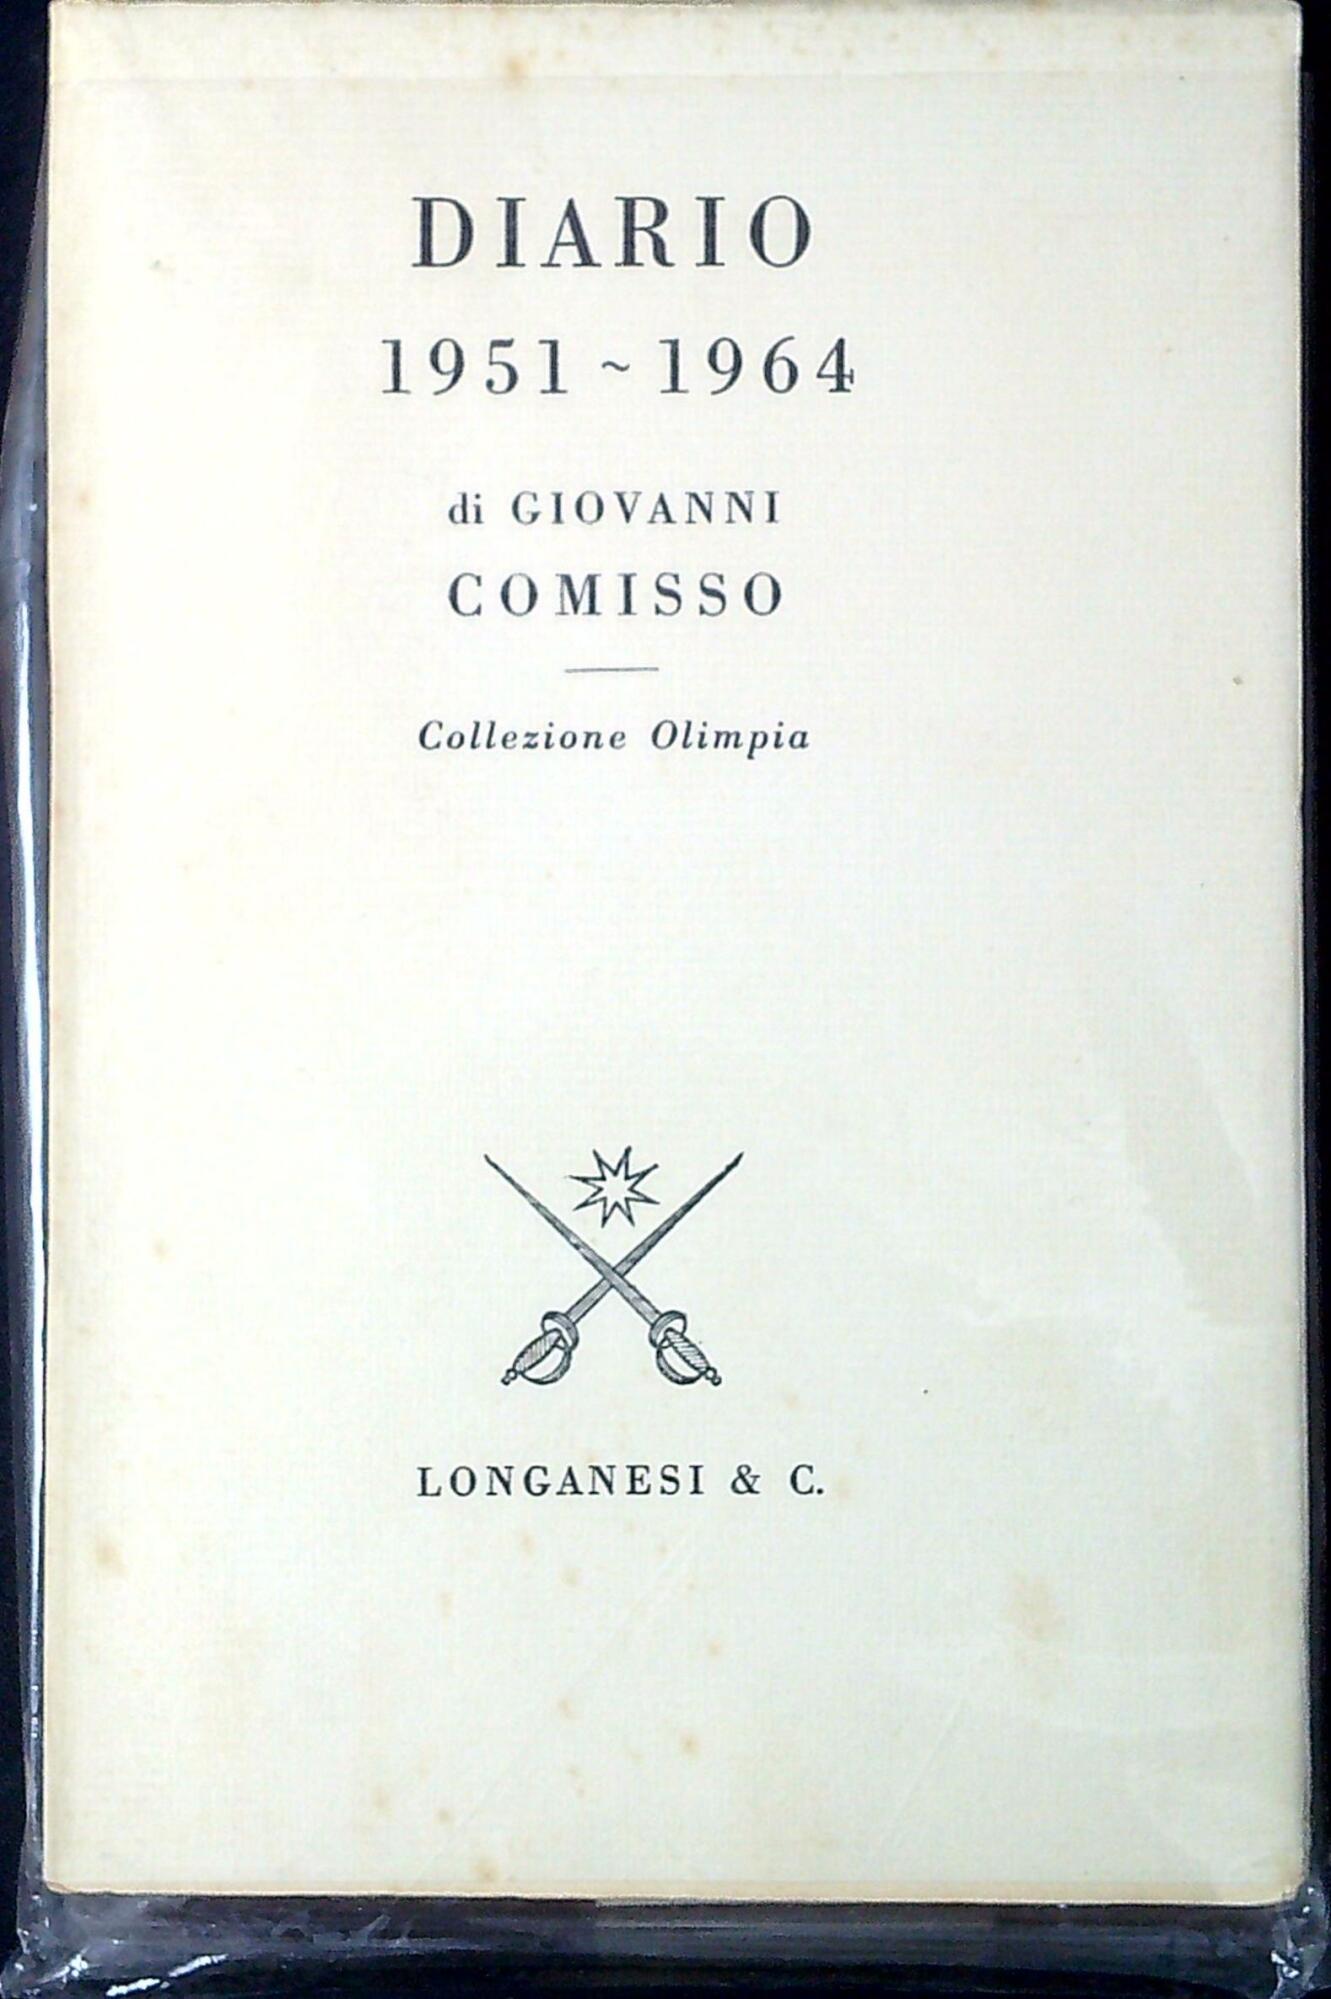 DIARIO
1951 ~ 1964
di GIOVANNI
COMISSO
Collezione Olimpia
LONGANESI & C.